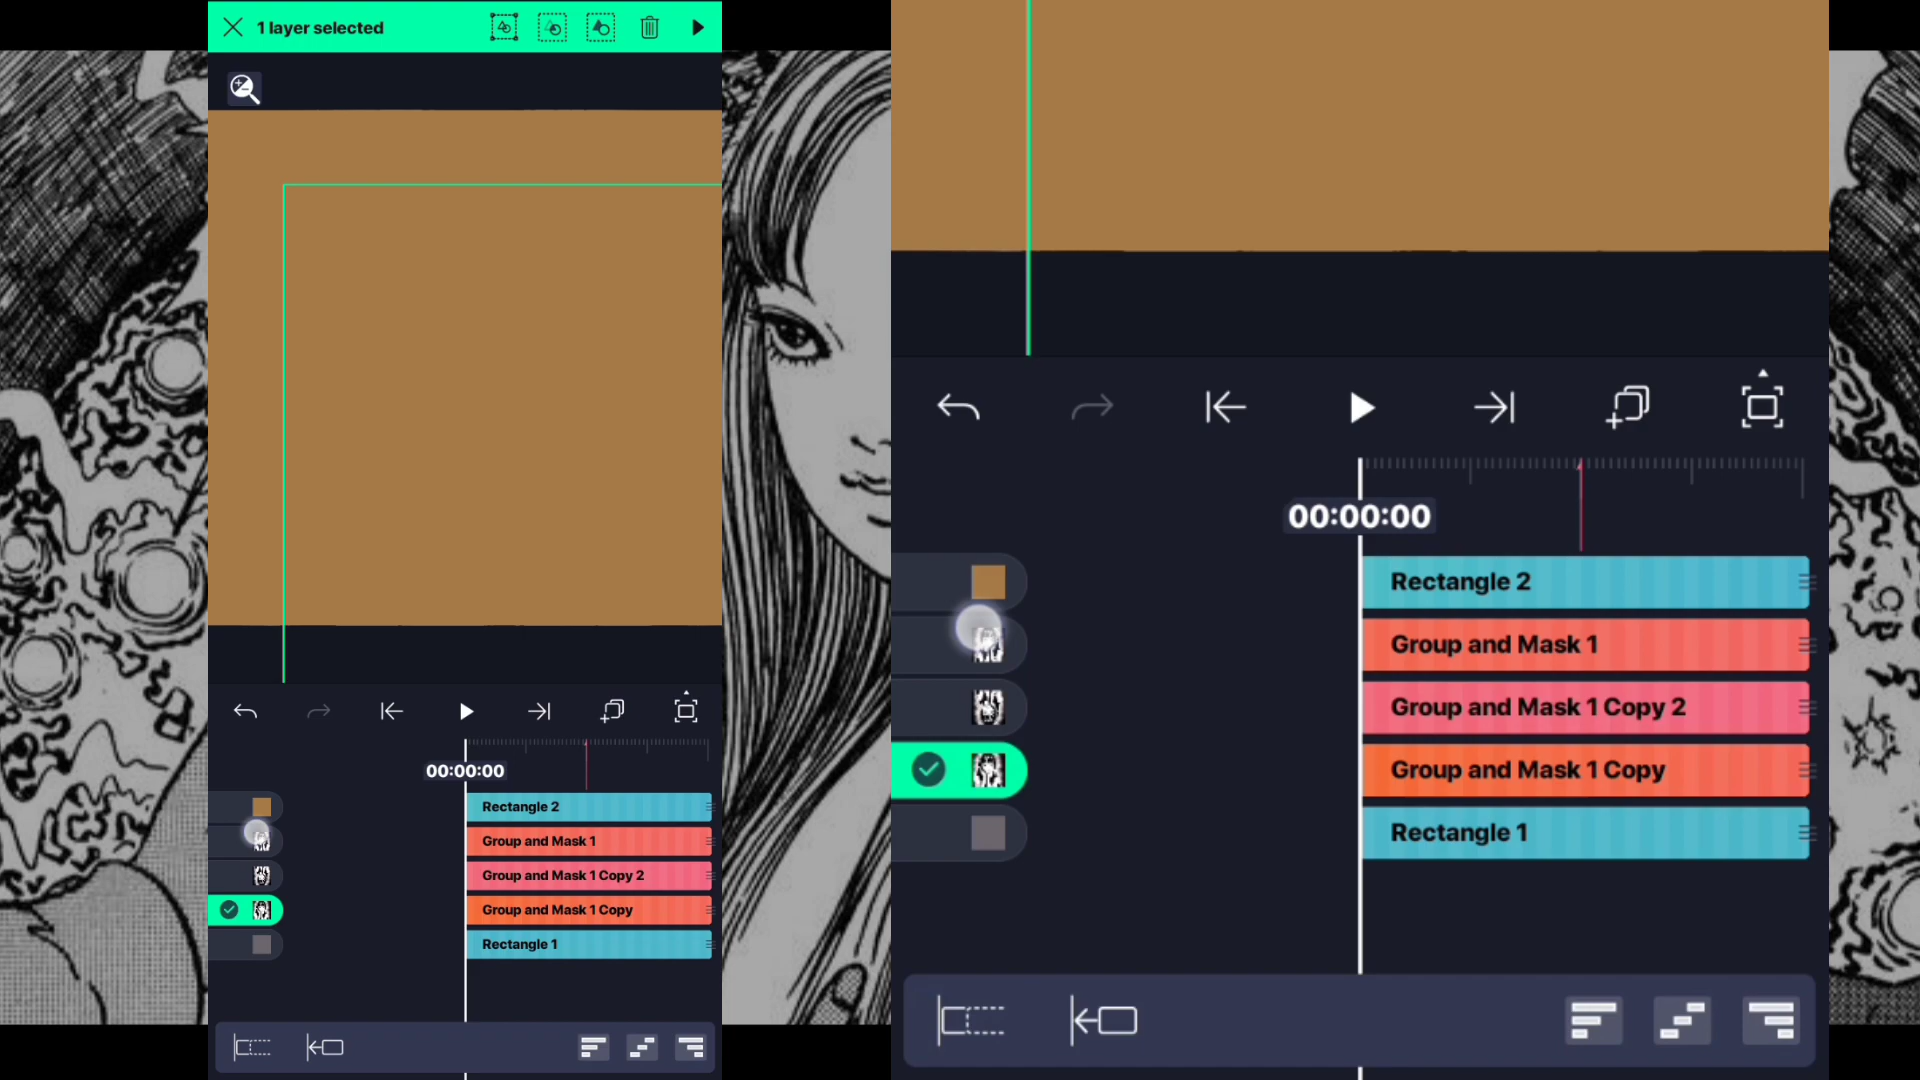 1 layer selected
00:00:00
Rectangle 2
Group and Mask 1
Group and Mask 1 Copy 2
Group and Mask 1 Copy
Rectangle 1
00:00:00
Rectangle 2
Group and Mask 1
Group and Mask 1 Copy 2
Group and Mask 1 Copy
Rectangle 1